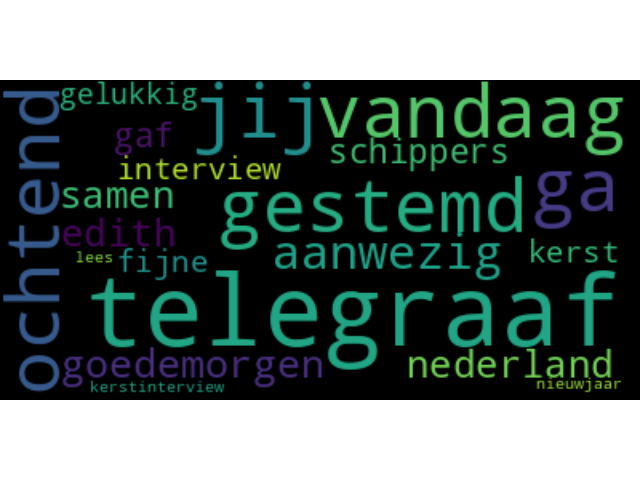 ochtend
gelukkig
jij
vandaag
gaf
schippers
interview
ga
samen
gestemd
edith
aanwezig
kerst
lees
fijne
telegraaf
goedemorgen
nederland
kerstinterview
nieuwjaar